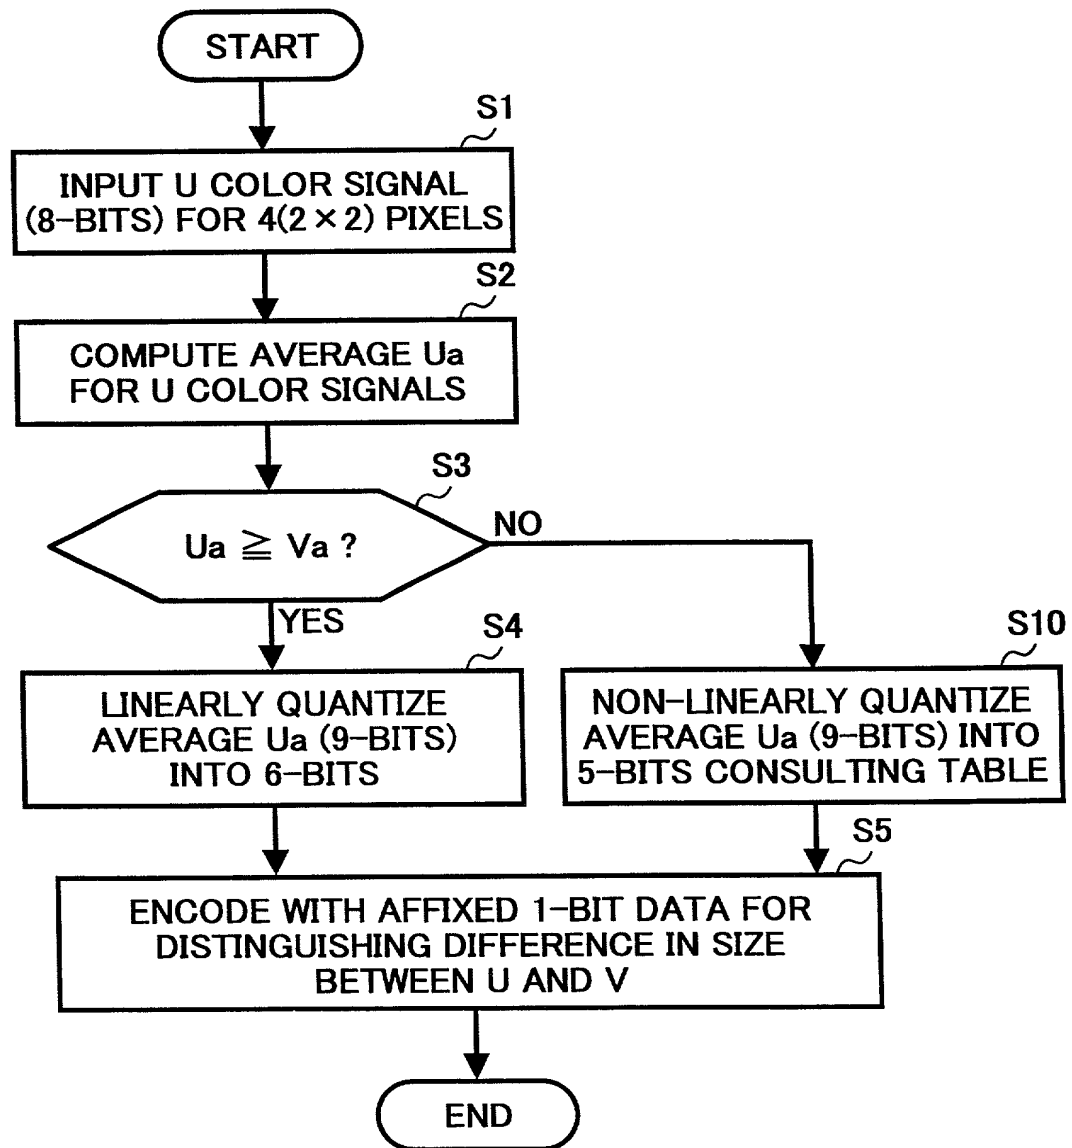 START
S1
INPUT U COLOR SIGNAL
(8-BITS) FOR 4(2 × 2) PIXELS
S2
COMPUTE AVERAGE Ua
FOR U COLOR SIGNALS
S3
Ua ≧ Va ?
NO
YES
S4
LINEARLY QUANTIZE
AVERAGE Ua (9-BITS)
INTO 6-BITS
S10
NON-LINEARLY QUANTIZE
AVERAGE Ua (9-BITS) INTO
5-BITS CONSULTING TABLE
S5
ENCODE WITH AFFIXED 1-BIT DATA FOR
DISTINGUISHING DIFFERENCE IN SIZE
BETWEEN U AND V
END